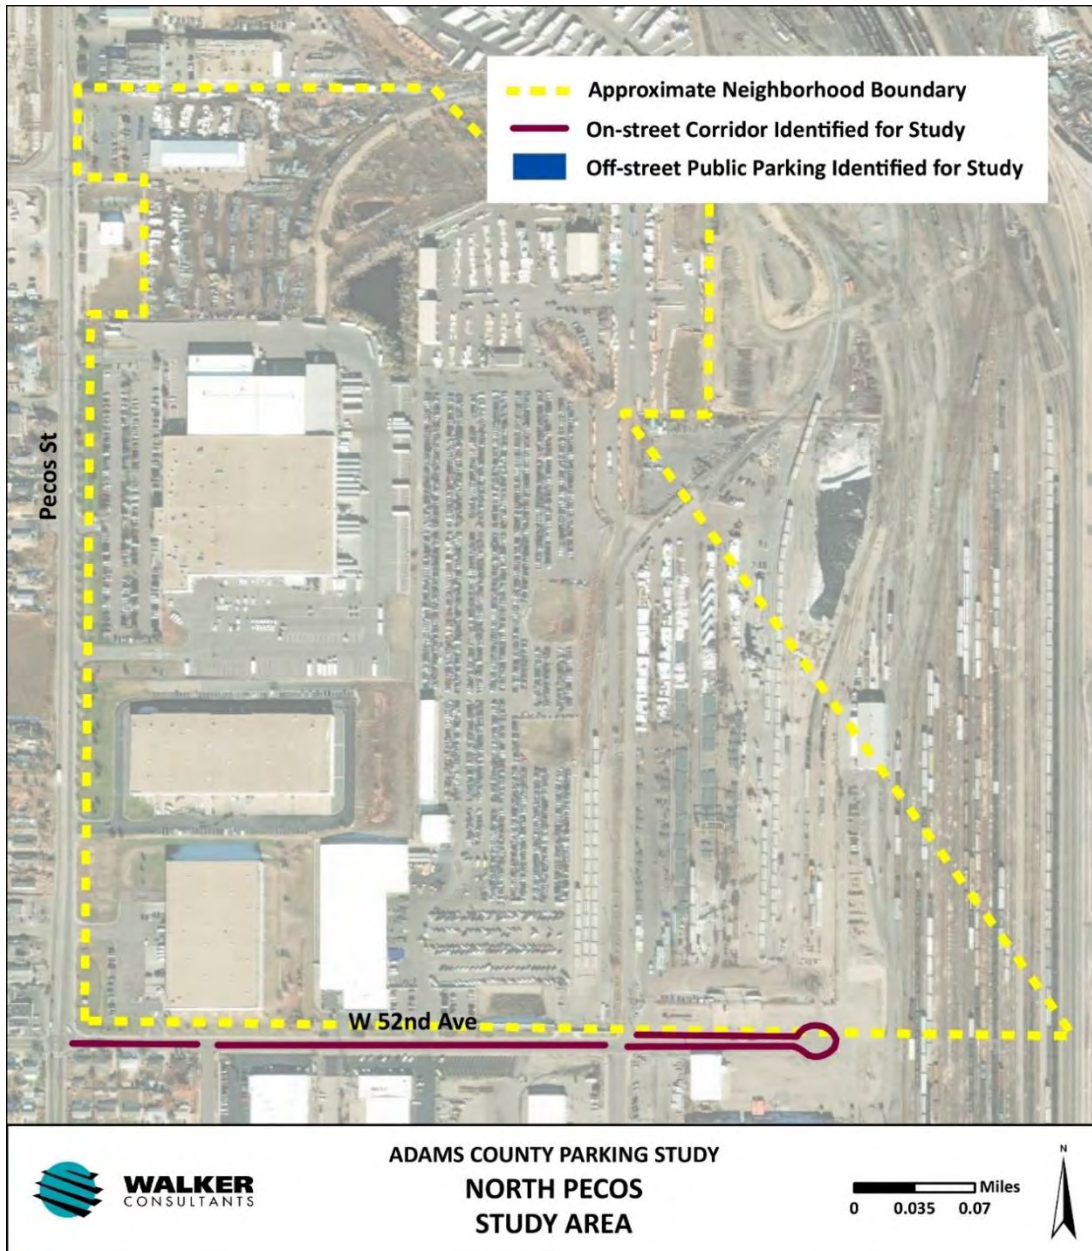 Approximate Neighborhood Boundary
On-street Corridor Identified for Study
Off-street Public Parking Identified for Study
Pecos St
W 52nd Ave
WALKER
CONSULTANTS
ADAMS COUNTY PARKING STUDY
NORTH PECOS
STUDY AREA
N
Miles
0 0.035 0.07